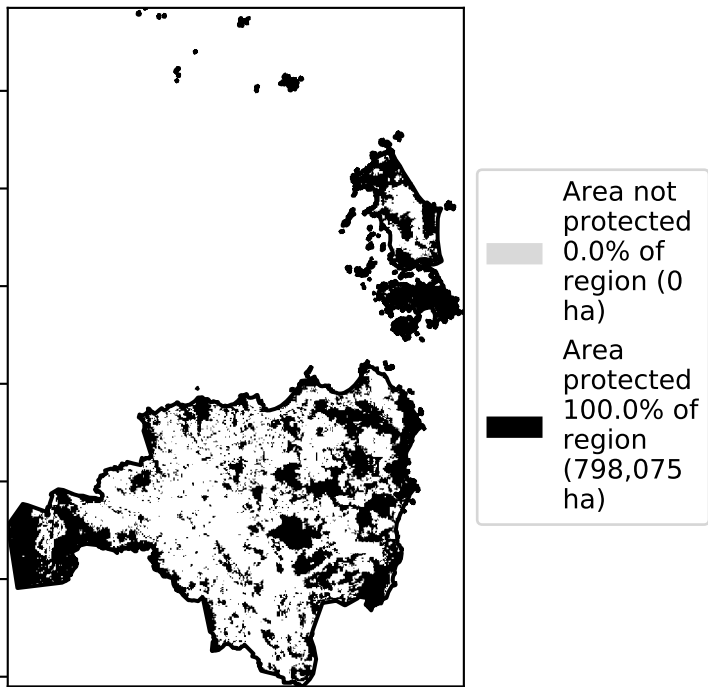 Area not
protected
0.0% of
region (0
ha)
Area
protected
100.0% of
region
(798,075
ha)